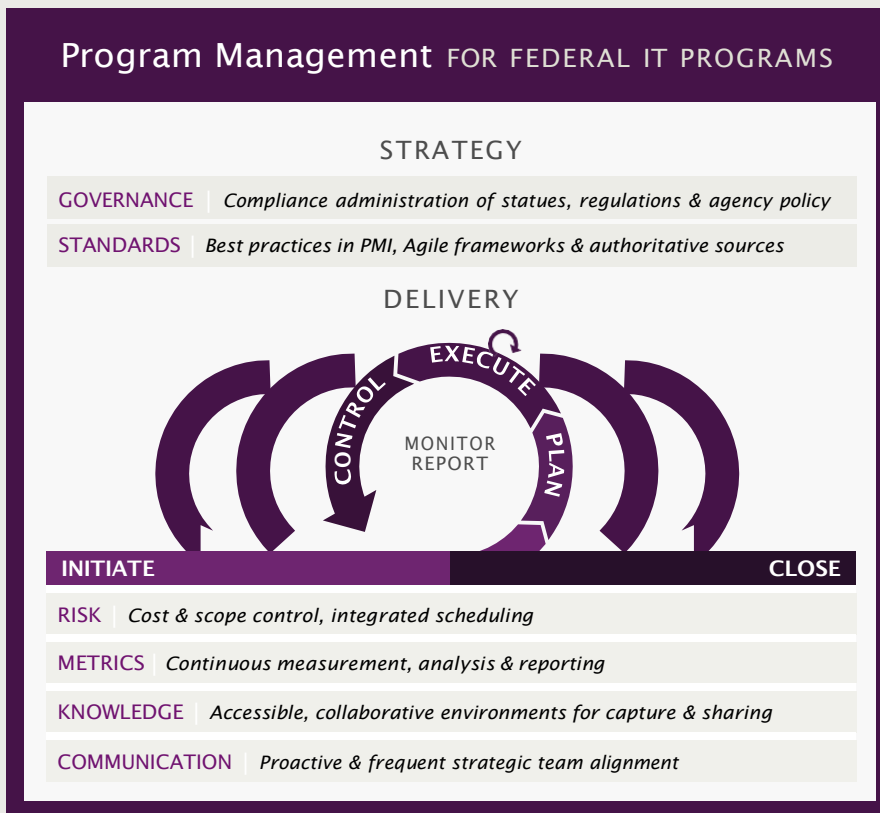 Program Management FOR FEDERAL IT PROGRAMS
STRATEGY
GOVERNANCE | Compliance administration of statues, regulations & agency policy
STANDARDS | Best practices in PMI, Agile frameworks & authoritative sources
DELIVERY
EXECUTE
CONTROL
PLAN
MONITOR
REPORT
INITIATE
CLOSE
RISK | Cost & scope control, integrated scheduling
METRICS | Continuous measurement, analysis & reporting
KNOWLEDGE | Accessible, collaborative environments for capture & sharing
COMMUNICATION | Proactive & frequent strategic team alignment